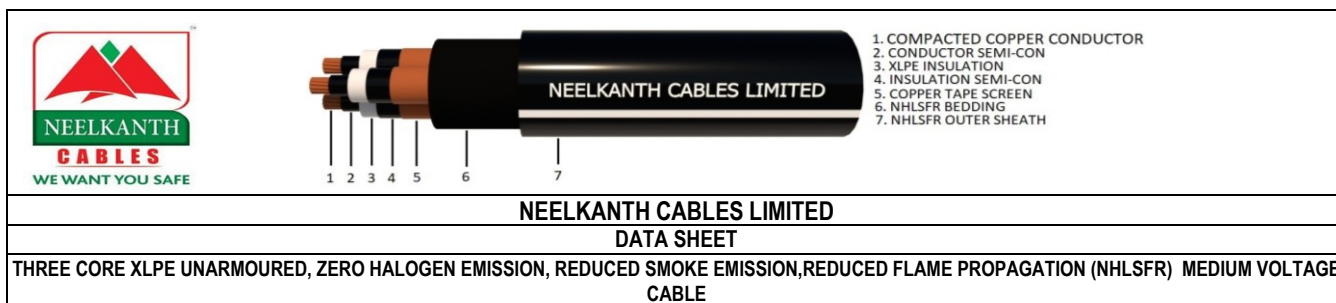 NEELKANTH
CABLES
WE WANT YOU SAFE
NEELKANTH CABLES LIMITED
1 2 3 4 5 6 7
1. COMPACTED COPPER CONDUCTOR
2. CONDUCTOR SEMI-CON
3. XLPE INSULATION
4. INSULATION SEMI-CON
5. COPPER TAPE SCREEN
6. NHLSFR BEDDING
7. NHLSFR OUTER SHEATH
NEELKANTH CABLES LIMITED
DATA SHEET
THREE CORE XLPE UNARMOURED, ZERO HALOGEN EMISSION, REDUCED SMOKE EMISSION,REDUCED FLAME PROPAGATION (NHLSFR) MEDIUM VOLTAGE
CABLE